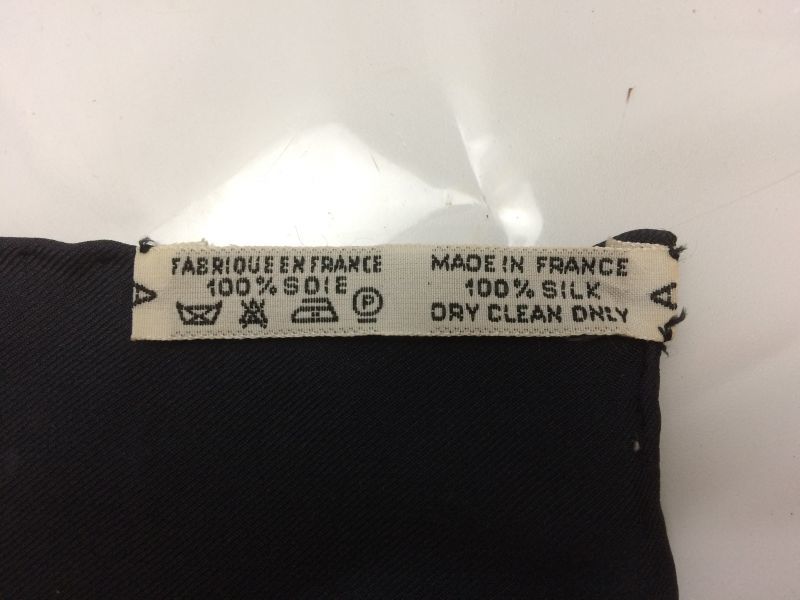 FABRIQUE EN FRANCE
100% SOIE
P
MADE IN FRANCE
100% SILK
DRY CLEAN ONLY
A
A